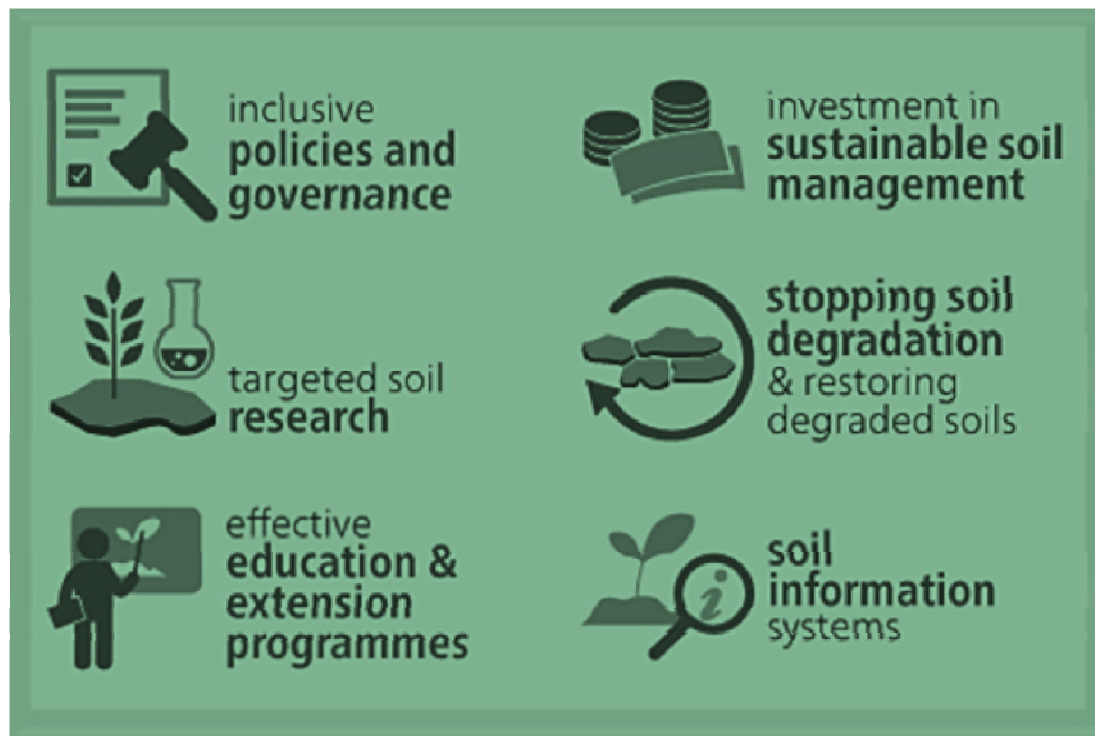 inclusive
policies and
governance
investment in
sustainable soil
management
targeted soil
research
stopping soil
degradation
& restoring
degraded soils
effective
education &
extension
programmes
soil
information
systems
i